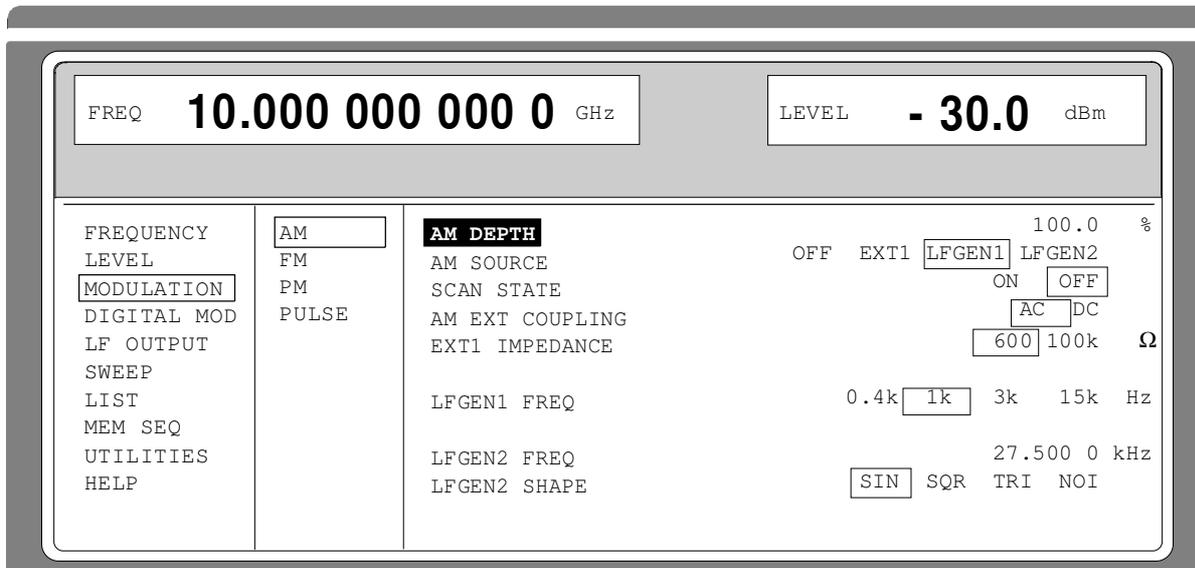 FREQ 10.000 000 000 0 GHz
LEVEL - 30.0 dBm
FREQUENCY
LEVEL
MODULATION
DIGITAL MOD
LF OUTPUT
SWEEP
LIST
MEM SEQ
UTILITIES
HELP
AM
FM
PM
PULSE
AM DEPTH 100.0 %
AM SOURCE OFF EXT1 LFGEN1 LFGEN2
SCAN STATE ON OFF
AM EXT COUPLING AC DC
EXT1 IMPEDANCE 600 100k Ω
LFGEN1 FREQ 0.4k 1k 3k 15k Hz
LFGEN2 FREQ 27.500 0 kHz
LFGEN2 SHAPE SIN SQR TRI NOI